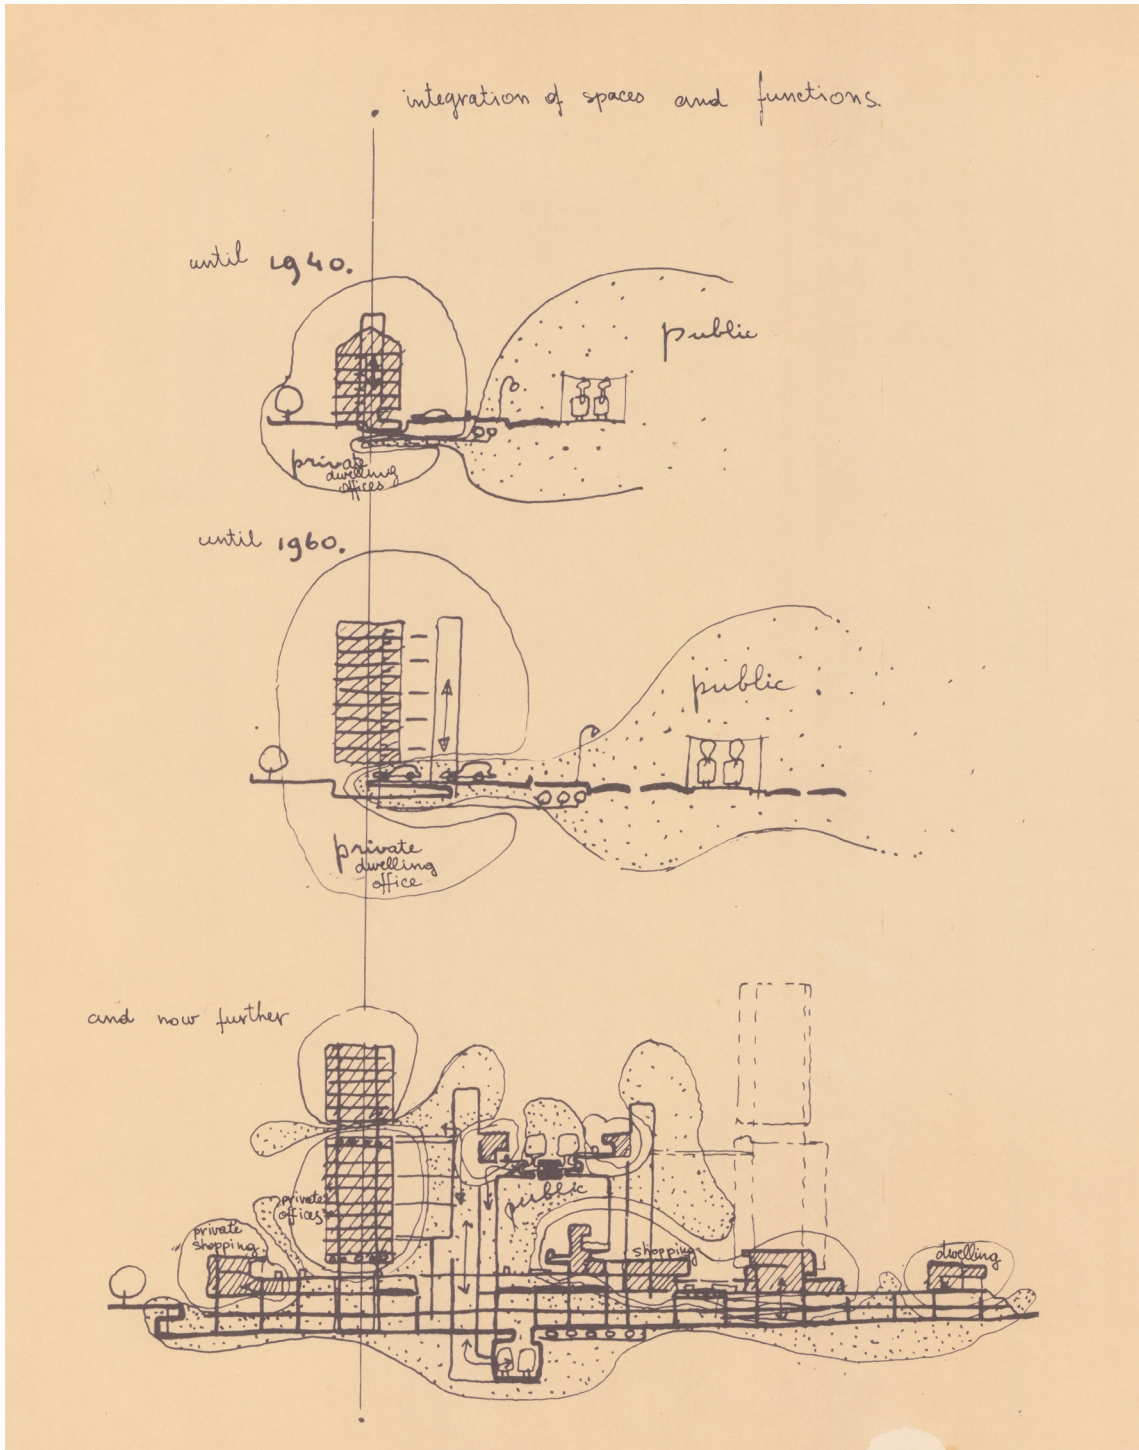 integration of spaces and functions.
until 1940.
public
private
dwelling
offices
until 1960.
public
private
dwelling
office
and now further
private
offices
public
private
shopping
shopping
dwelling